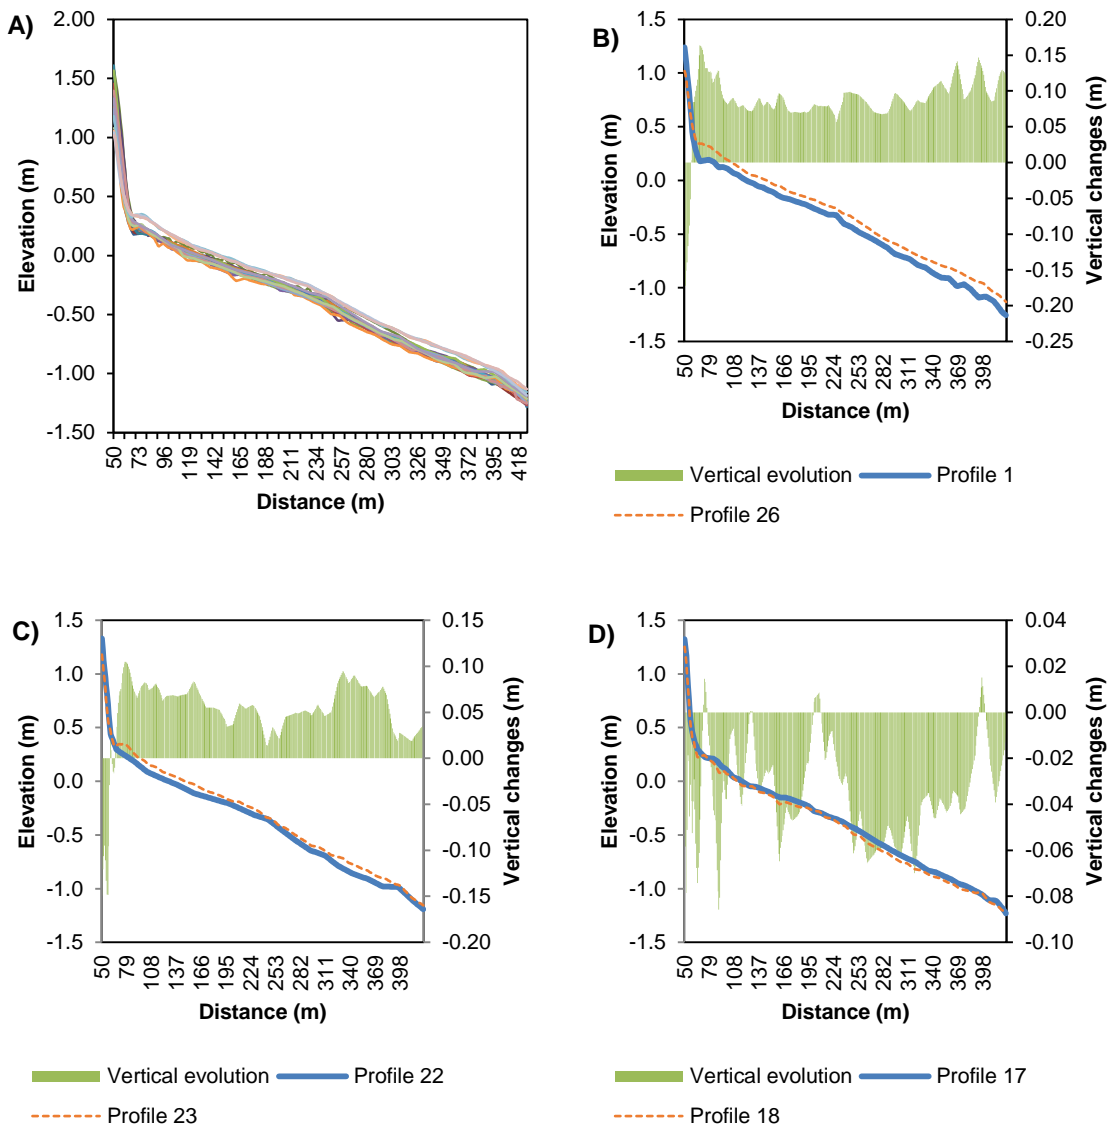 A)
2.00
1.50
1.00
0.50
0.00
-0.50
-1.00
-1.50
Elevation (m)
50 73 96 119 142 165 188 211 234 257 280 303 326 349 372 395 418
Distance (m)
B)
1.5
1.0
0.5
0.0
-0.5
-1.0
-1.5
Elevation (m)
0.20
0.15
0.10
0.05
0.00
-0.05
-0.10
-0.15
-0.20
-0.25
Vertical changes (m)
50 79 108 137 166 195 224 253 282 311 340 369 398
Distance (m)
Vertical evolution Profile 1
Profile 26
C)
1.5
1.0
0.5
0.0
-0.5
-1.0
-1.5
Elevation (m)
0.15
0.10
0.05
0.00
-0.05
-0.10
-0.15
-0.20
Vertical changes (m)
50 79 108 137 166 195 224 253 282 311 340 369 398
Distance (m)
Vertical evolution Profile 22
Profile 23
D)
1.5
1.0
0.5
0.0
-0.5
-1.0
-1.5
Elevation (m)
0.04
0.02
0.00
-0.02
-0.04
-0.06
-0.08
-0.10
Vertical changes (m)
50 79 108 137 166 195 224 253 282 311 340 369 398
Distance (m)
Vertical evolution Profile 17
Profile 18